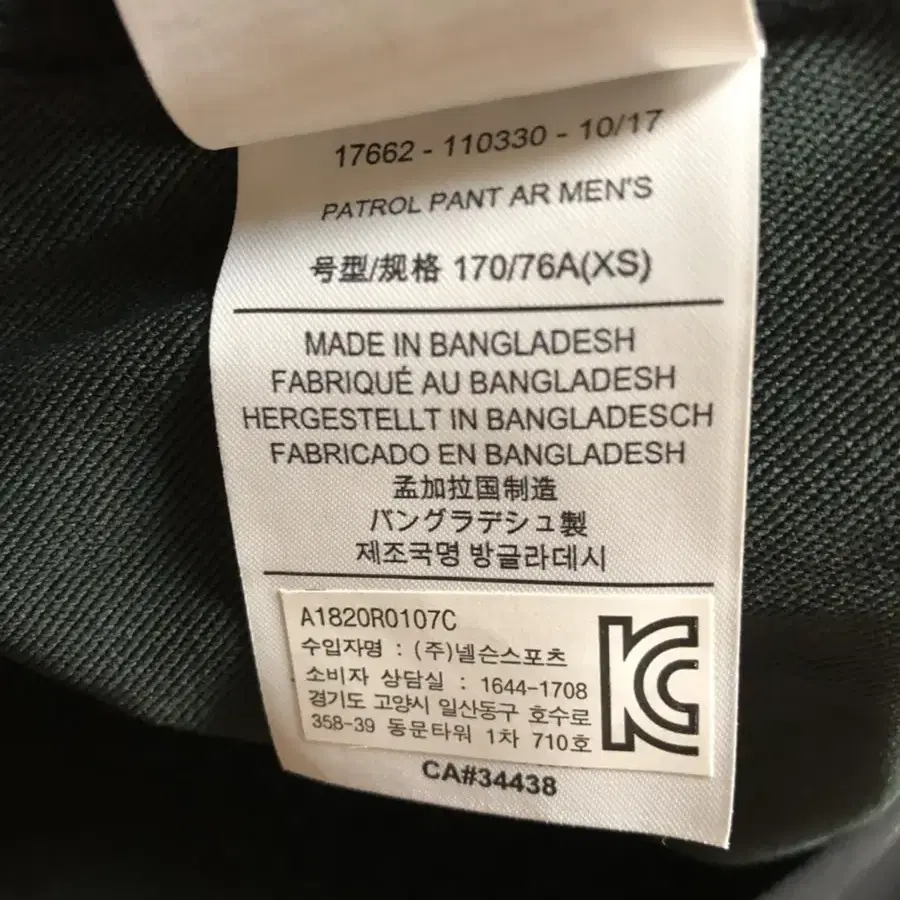 17662 - 110330 - 10/17
PATROL PANT AR MEN'S
号型/规格 170/76A(XS)
MADE IN BANGLADESH
FABRIQUÉ AU BANGLADESH
HERGESTELLT IN BANGLADESCH
FABRICADO EN BANGLADESH
孟加拉国制造
バングラデシュ製
제조국명 방글라데시
A1820R0107C
수입자명 : (주)넬슨스포츠
소비자 상담실 : 1644-1708
경기도 고양시 일산동구 호수로
358-39 동문타워 1차 710호
KC
CA#34438